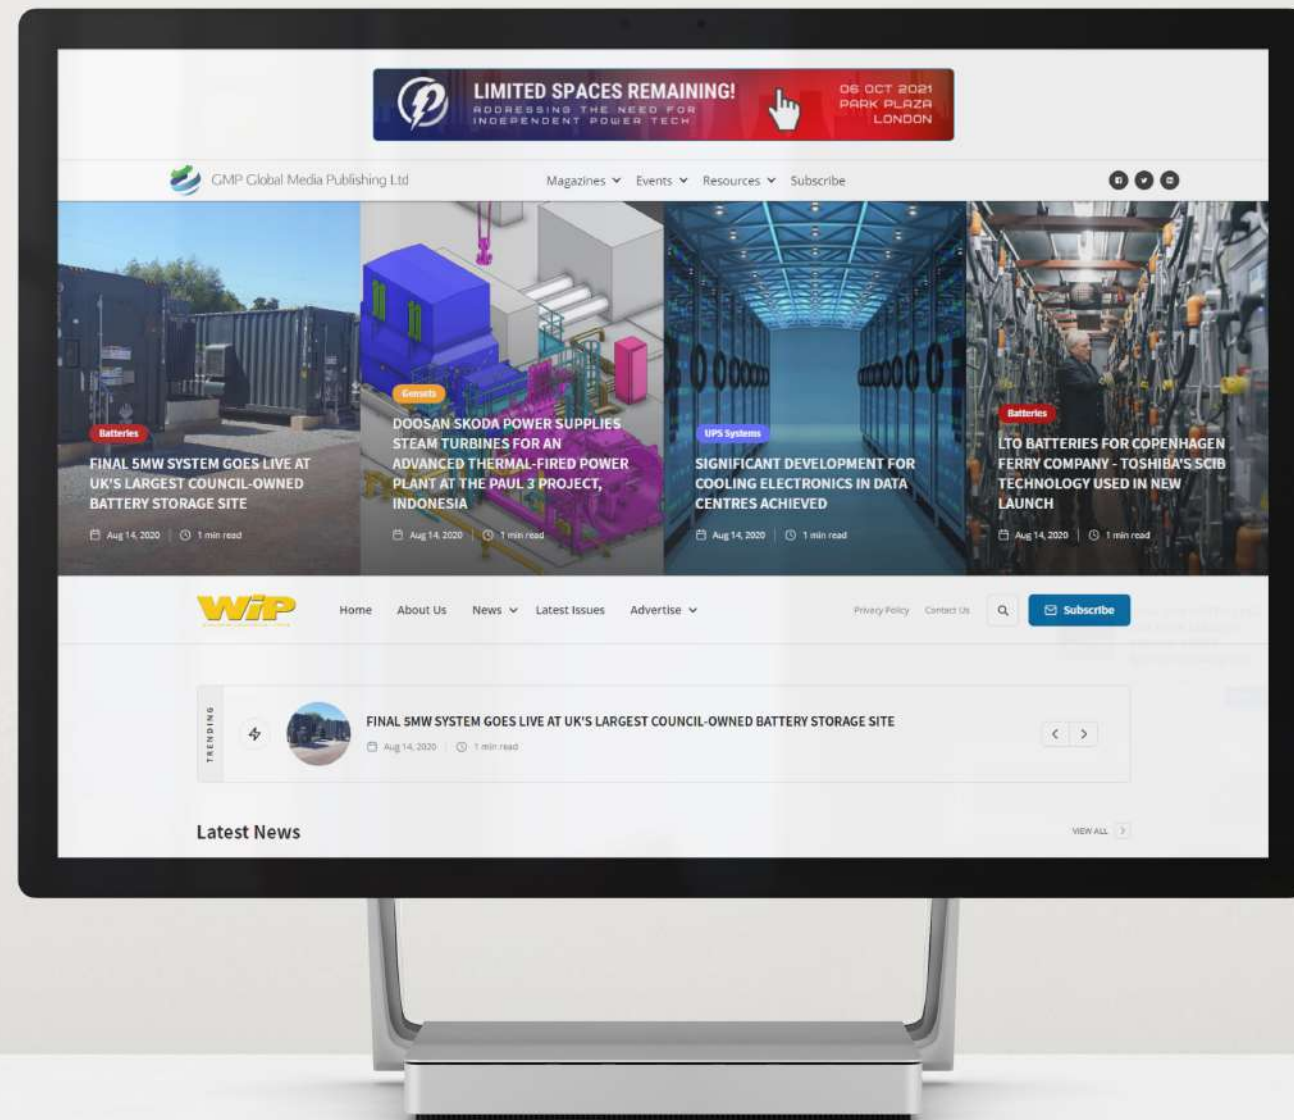 LIMITED SPACES REMAINING!
ADDRESSING THE NEED FOR
INDEPENDENT POWER TECH
06 OCT 2021
PARK PLAZA
LONDON
GMP Global Media Publishing Ltd
Magazines Events Resources Subscribe
Batteries
FINAL 5MW SYSTEM GOES LIVE AT
UK'S LARGEST COUNCIL-OWNED
BATTERY STORAGE SITE
Aug 14, 2020 1 min read
Gensets
DOOSAN SKODA POWER SUPPLIES
STEAM TURBINES FOR AN
ADVANCED THERMAL-FIRED POWER
PLANT AT THE PAUL 3 PROJECT,
INDONESIA
Aug 14, 2020 1 min read
UPS Systems
SIGNIFICANT DEVELOPMENT FOR
COOLING ELECTRONICS IN DATA
CENTRES ACHIEVED
Aug 14, 2020 1 min read
Batteries
LTO BATTERIES FOR COPENHAGEN
FERRY COMPANY - TOSHIBA'S SCIB
TECHNOLOGY USED IN NEW
LAUNCH
Aug 14, 2020 1 min read
WiP
Home About Us News Latest Issues Advertise Privacy Policy Contact Us Subscribe
TRENDING
FINAL 5MW SYSTEM GOES LIVE AT UK'S LARGEST COUNCIL-OWNED BATTERY STORAGE SITE
Aug 14, 2020 1 min read
Latest News
VIEW ALL